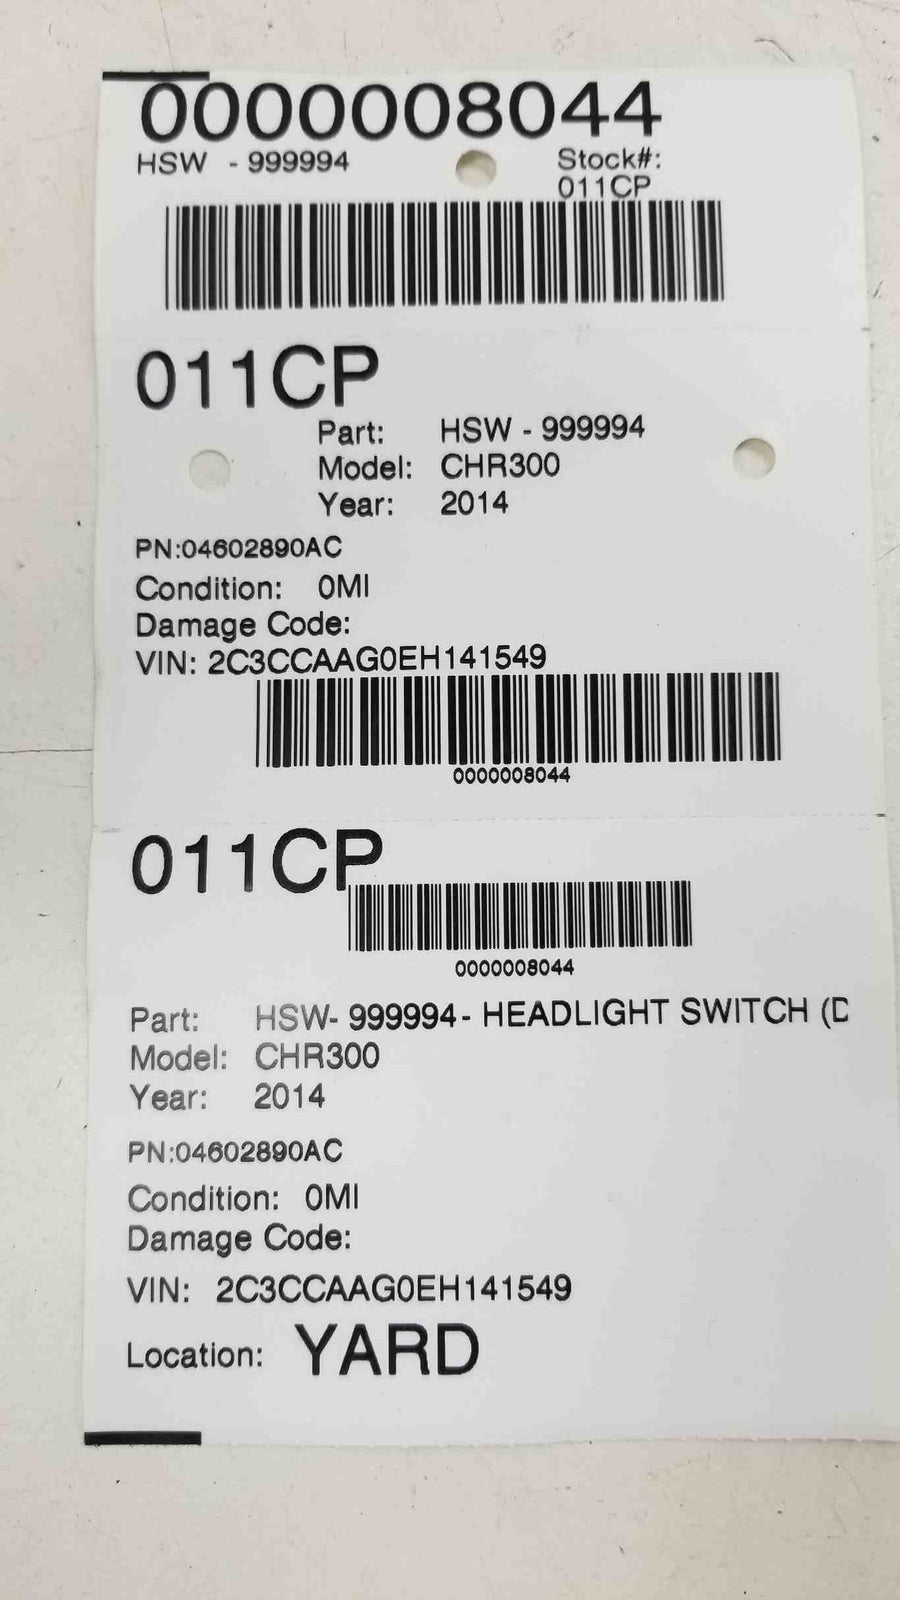 0000008044
HSW - 999994
Stock#:
011CP
011CP
Part: HSW - 999994
Model: CHR300
Year: 2014
PN:04602890AC
Condition: 0MI
Damage Code:
VIN: 2C3CCAAG0EH141549
0000008044
011CP
0000008044
Part: HSW- 999994- HEADLIGHT SWITCH (D
Model: CHR300
Year: 2014
PN:04602890AC
Condition: 0MI
Damage Code:
VIN: 2C3CCAAG0EH141549
Location: YARD